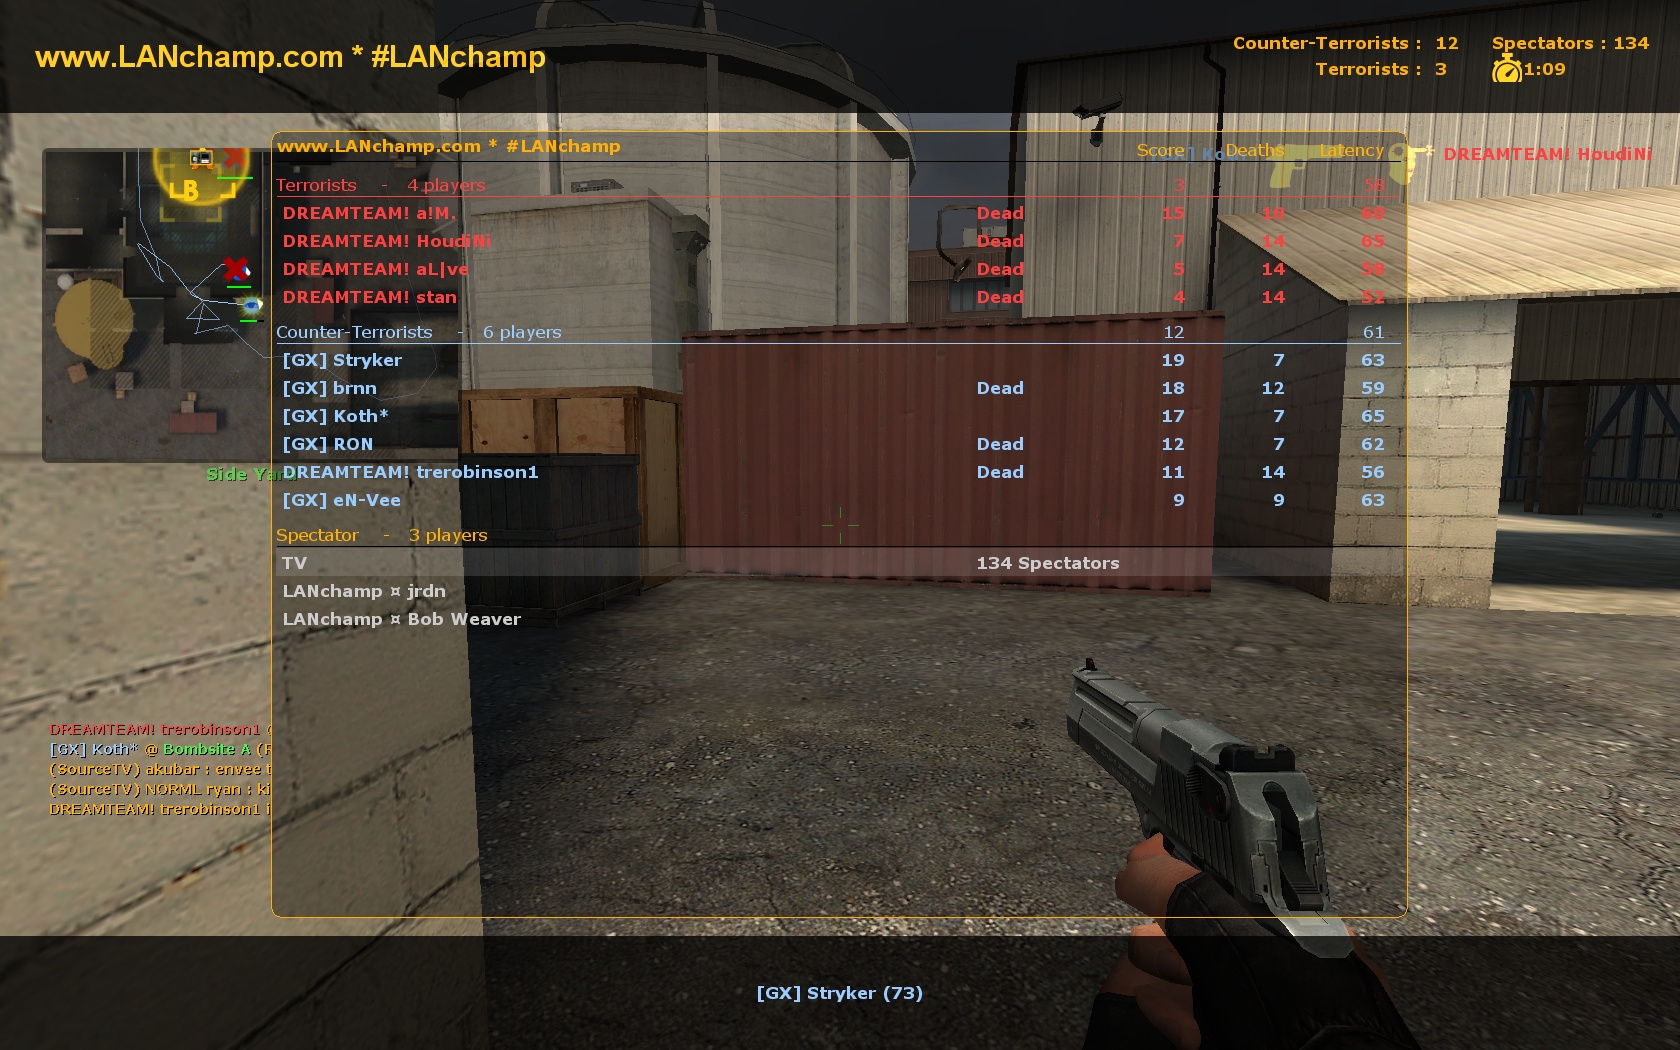 www.LANchamp.com * #LANchamp
Counter-Terrorists : 12 Spectators : 134
Terrorists : 3 1:09
www.LANchamp.com * #LANchamp Score Deaths Latency
DREAMTEAM! HoudiNi
B
Terrorists - 4 players 3 58
DREAMTEAM! a!M. Dead 15 10 60
DREAMTEAM! HoudiNi Dead 7 14 65
DREAMTEAM! aL|ve Dead 5 14 58
DREAMTEAM! stan Dead 4 14 52
Counter-Terrorists - 6 players 12 61
[GX] Stryker 19 7 63
[GX] brnn Dead 18 12 59
[GX] Koth* 17 7 65
[GX] RON Dead 12 7 62
Side Yard
DREAMTEAM! trerobinson1 Dead 11 14 56
[GX] eN-Vee 9 9 63
Spectator - 3 players
TV 134 Spectators
LANchamp ¤ jrdn
LANchamp ¤ Bob Weaver
DREAMTEAM! trerobinson1
[GX] Koth* @ Bombsite A (R
(SourceTV) akubar : envee t
(SourceTV) NORML ryan : ki
DREAMTEAM! trerobinson1 i
[GX] Stryker (73)